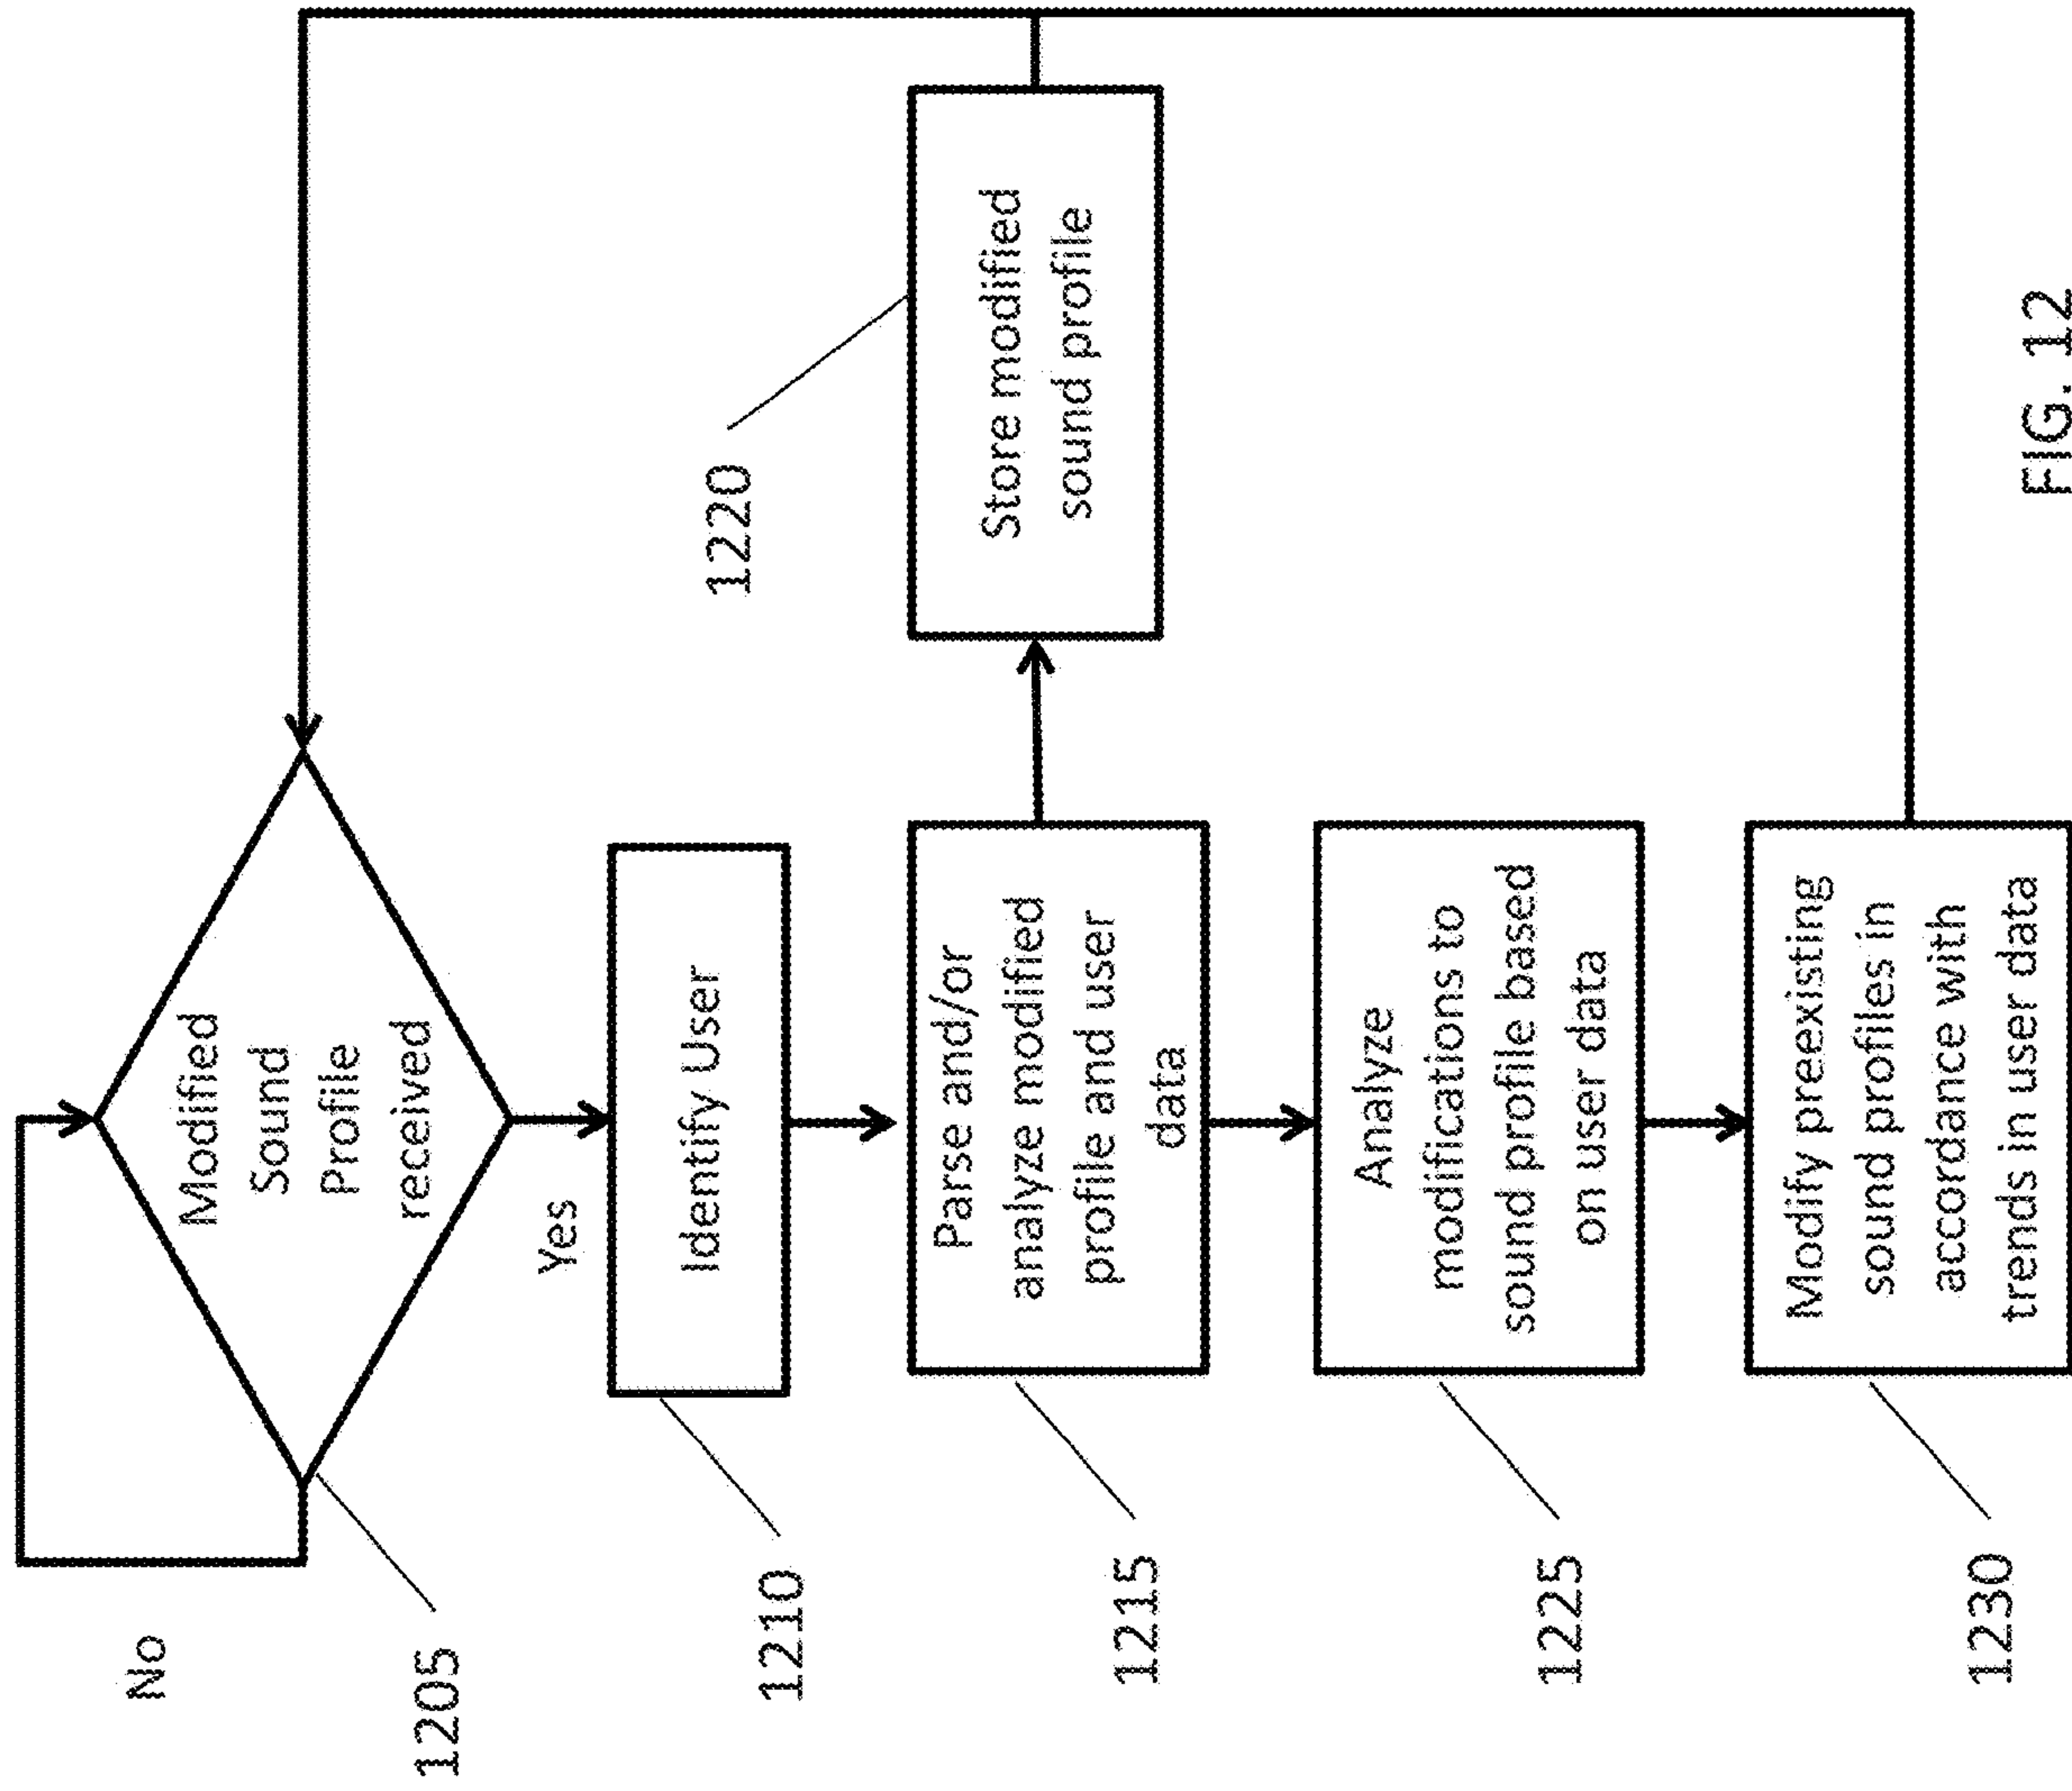 No
Modified
Sound
Profile
received
1205
Yes
Identify User
1210
Parse and/or
analyze modified
profile and user
data
1215
1220
Store modified
sound profile
Analyze
modifications to
sound profile based
on user data
1225
Modify preexisting
sound profiles in
accordance with
trends in user data
1230
FIG. 12